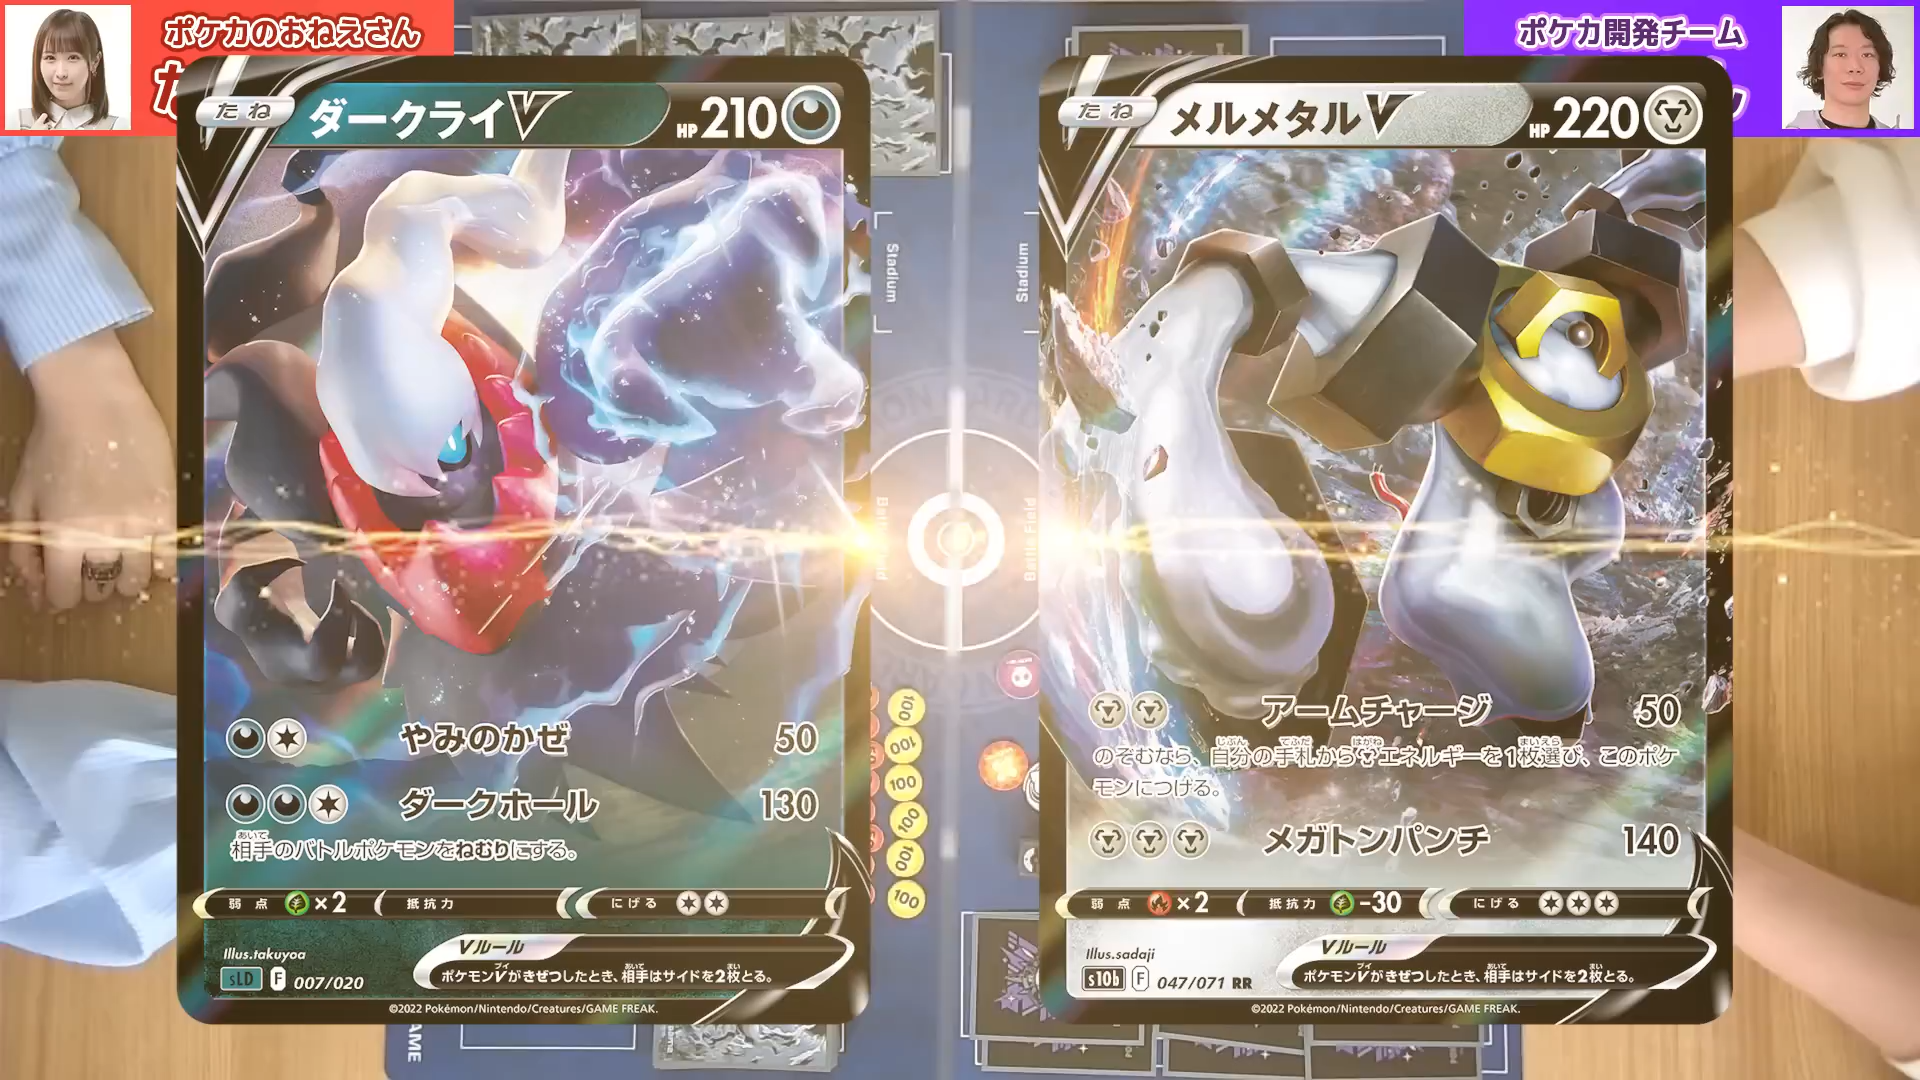 ポケカのおねえさん
ポケカ開発チーム
たね
ダークライV
HP210
やみのかぜ 50
ダークホール 130
相手のバトルポケモンをねむりにする。
弱点 ×2 抵抗力 にげる
Illus.takuyoa
Vルール
ポケモンVがきぜつしたとき、相手はサイドを2枚とる。
sLD F 007/020
©2022 Pokémon/Nintendo/Creatures/GAME FREAK.
Stadium
Stadium
Battle Field
100
100
100
100
100
100
GAME
たね
メルメタルV
HP220
アームチャージ 50
のぞむなら、自分の手札からエネルギーを1枚選び、このポケ
モンにつける。
メガトンパンチ 140
弱点 ×2 抵抗力 -30 にげる
Illus.sadaji
Vルール
ポケモンVがきぜつしたとき、相手はサイドを2枚とる。
s10b F 047/071 RR
©2022 Pokémon/Nintendo/Creatures/GAME FREAK.